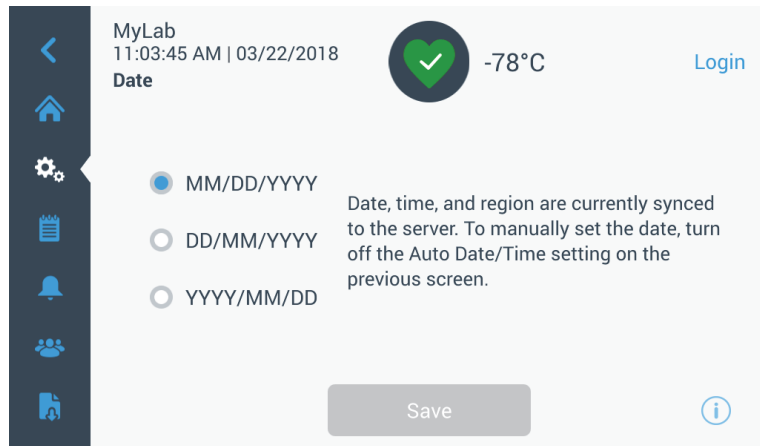 MyLab
11:03:45 AM | 03/22/2018
Date
-78°C
Login
MM/DD/YYYY
DD/MM/YYYY
YYYY/MM/DD
Date, time, and region are currently synced
to the server. To manually set the date, turn
off the Auto Date/Time setting on the
previous screen.
Save
i